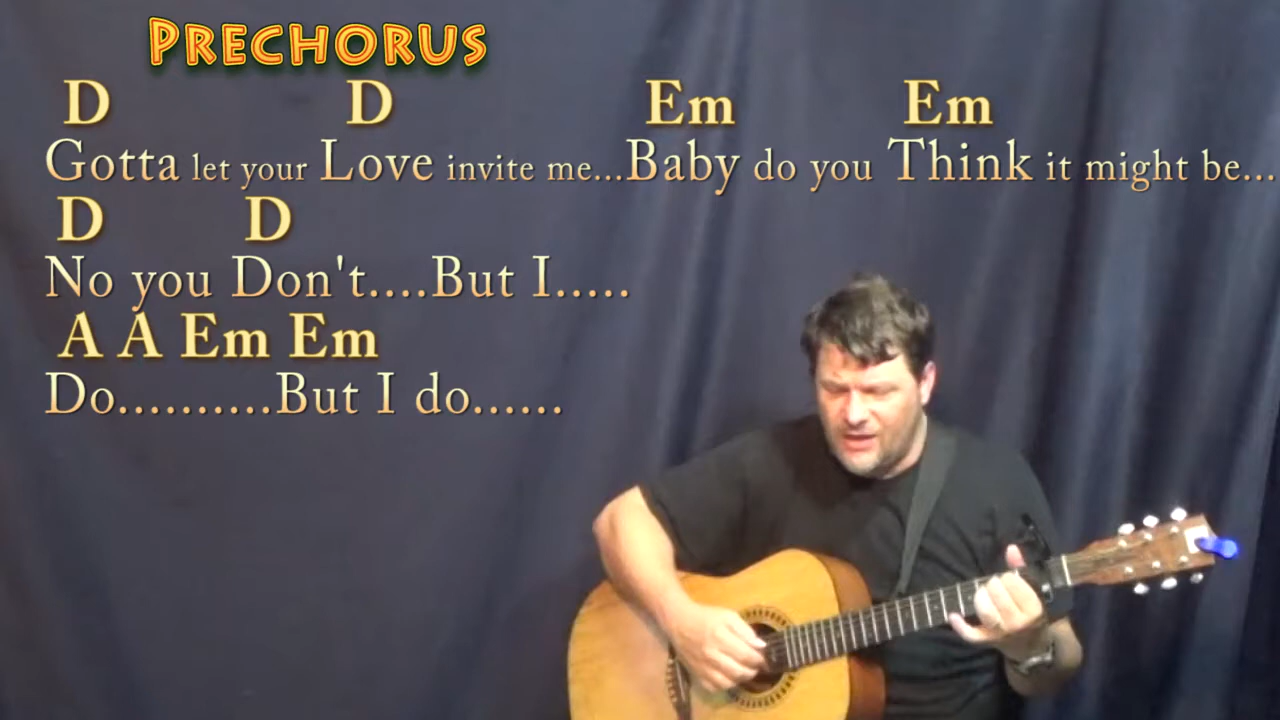 PRECHORUS
D D Em Em
Gotta let your Love invite me...Baby do you Think it might be...
D D
No you Don't....But I.....
A A Em Em
Do..........But I do......